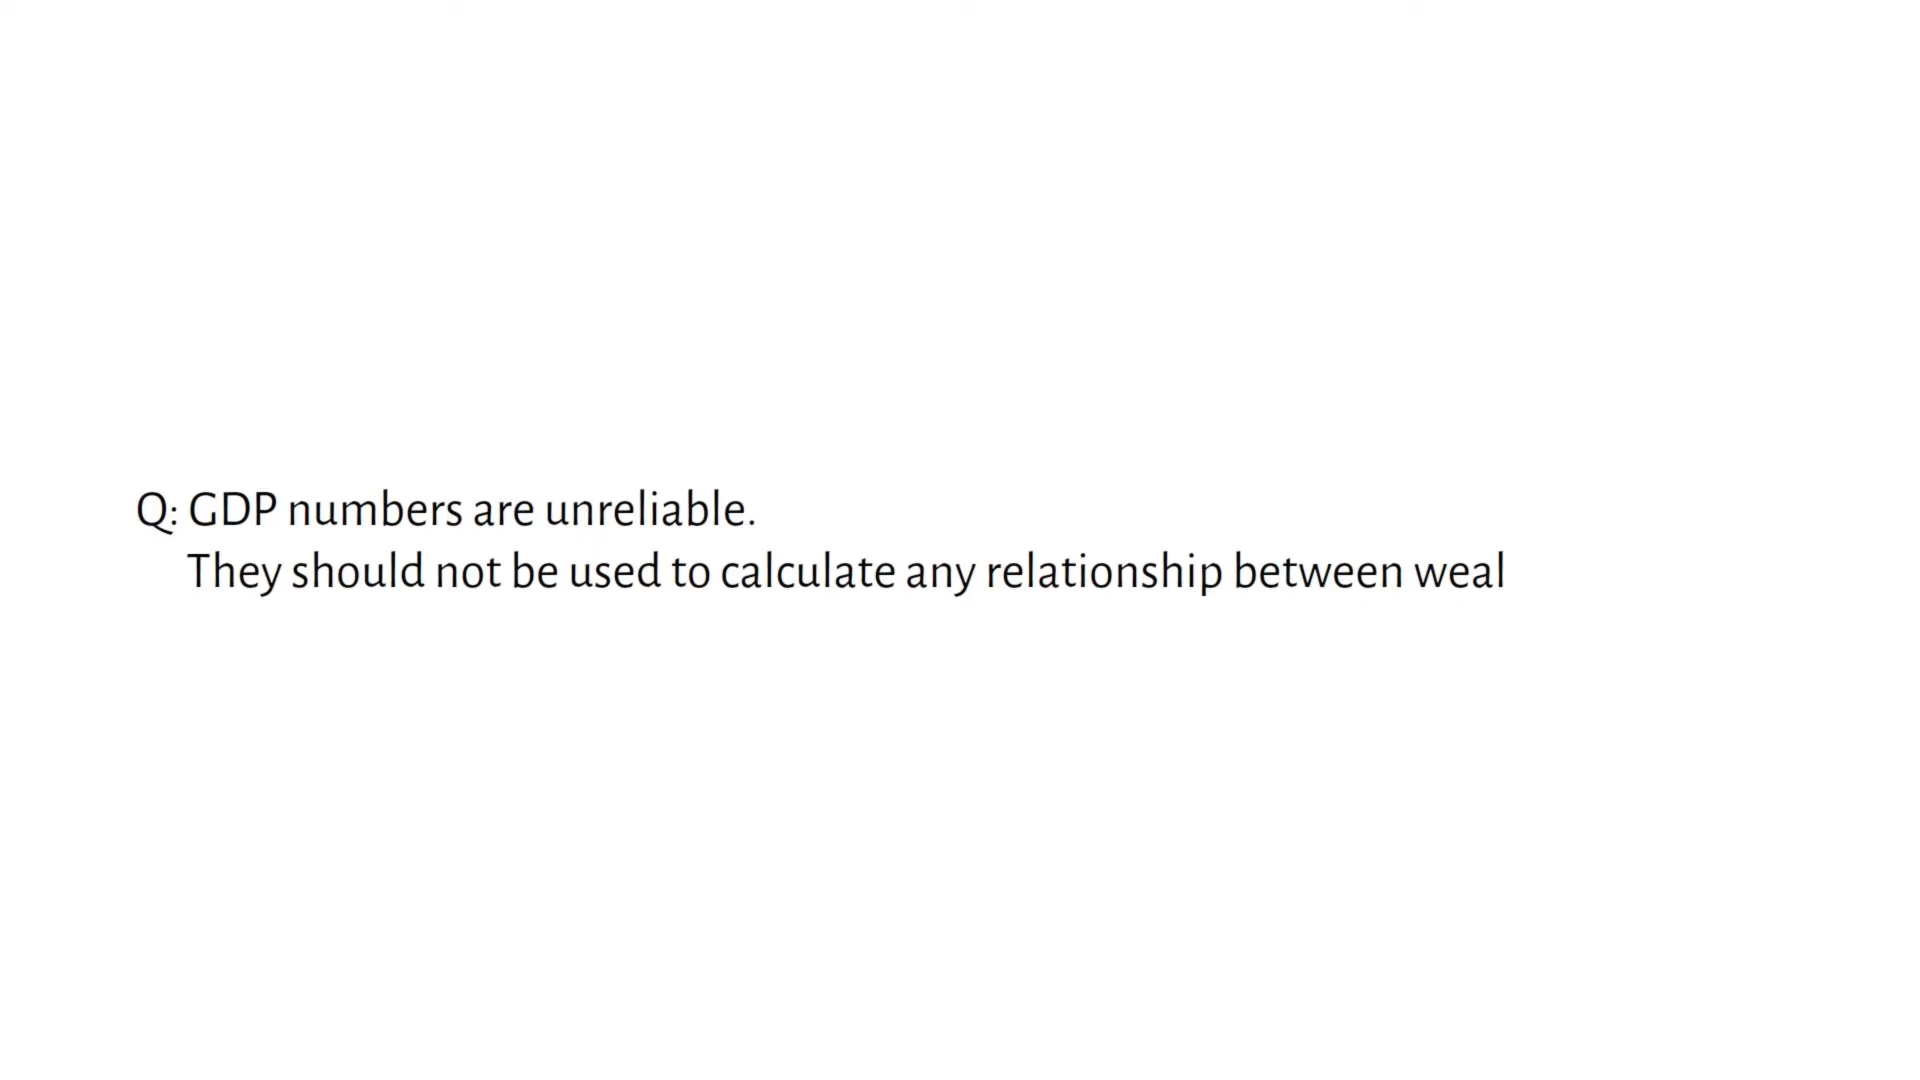 Q: GDP numbers are unreliable.
They should not be used to calculate any relationship between weal